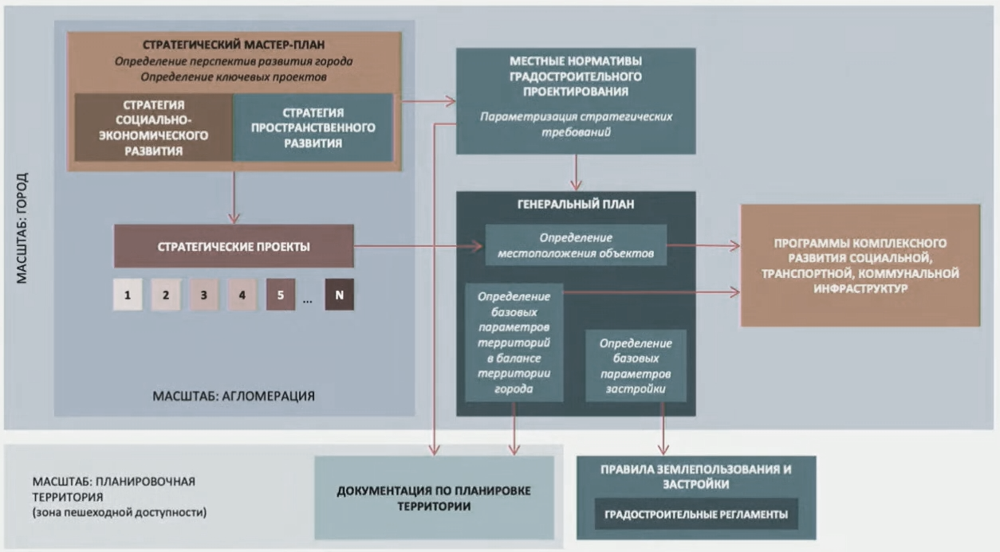 МАСШТАБ: ГОРОД
СТРАТЕГИЧЕСКИЙ МАСТЕР-ПЛАН
Определение перспектив развития города
Определение ключевых проектов
СТРАТЕГИЯ
СОЦИАЛЬНО-
ЭКОНОМИЧЕСКОГО
РАЗВИТИЯ
СТРАТЕГИЯ
ПРОСТРАНСТВЕННОГО
РАЗВИТИЯ
СТРАТЕГИЧЕСКИЕ ПРОЕКТЫ
1 2 3 4 5 ... N
МАСШТАБ: АГЛОМЕРАЦИЯ
МЕСТНЫЕ НОРМАТИВЫ
ГРАДОСТРОИТЕЛЬНОГО
ПРОЕКТИРОВАНИЯ
Параметризация стратегических
требований
ГЕНЕРАЛЬНЫЙ ПЛАН
Определение
местоположения объектов
Определение
базовых
параметров
территорий
в балансе
территории
города
Определение
базовых
параметров
застройки
ПРОГРАММЫ КОМПЛЕКСНОГО
РАЗВИТИЯ СОЦИАЛЬНОЙ,
ТРАНСПОРТНОЙ, КОММУНАЛЬНОЙ
ИНФРАСТРУКТУР
МАСШТАБ: ПЛАНИРОВОЧНАЯ
ТЕРРИТОРИЯ
(зона пешеходной доступности)
ДОКУМЕНТАЦИЯ ПО ПЛАНИРОВКЕ
ТЕРРИТОРИИ
ПРАВИЛА ЗЕМЛЕПОЛЬЗОВАНИЯ И
ЗАСТРОЙКИ
ГРАДОСТРОИТЕЛЬНЫЕ РЕГЛАМЕНТЫ